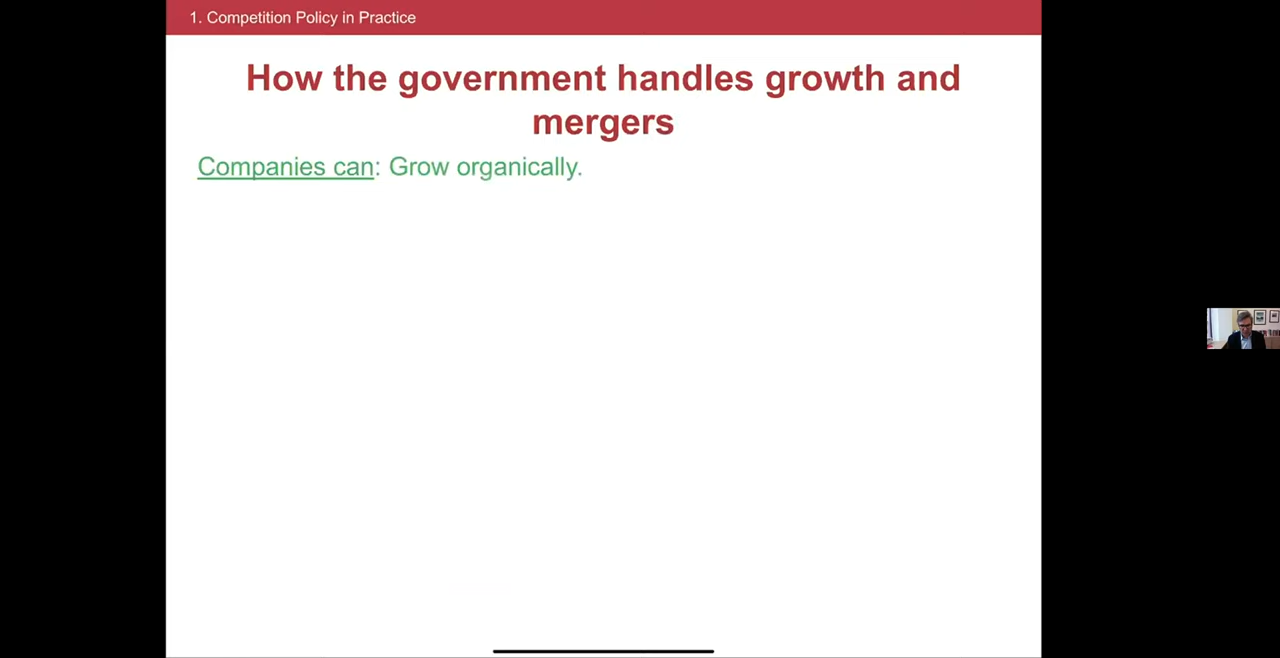 1. Competition Policy in Practice
How the government handles growth and
mergers
Companies can: Grow organically.